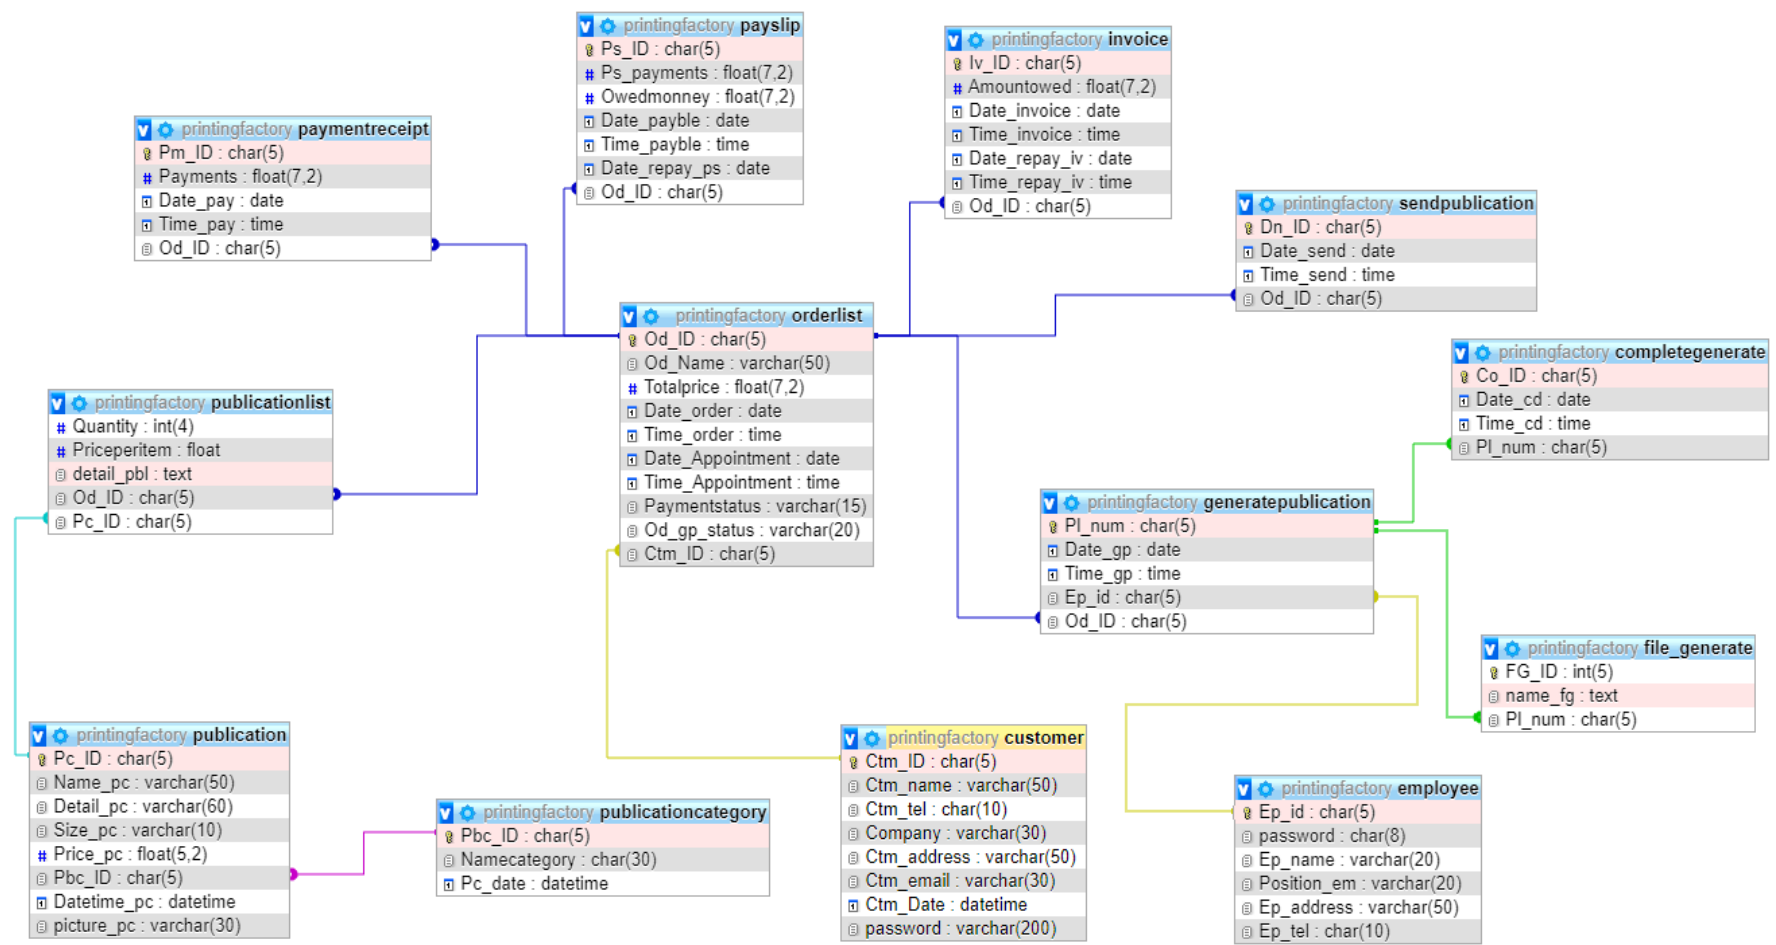 printingfactory payslip
Ps_ID : char(5)
Ps_payments : float(7,2)
Owedmonney : float(7,2)
Date_payble : date
Time_payble : time
Date_repay_ps : date
Od_ID : char(5)
printingfactory invoice
Iv_ID : char(5)
Amountowed : float(7,2)
Date_invoice : date
Time_invoice : time
Date_repay_iv : date
Time_repay_iv : time
Od_ID : char(5)
printingfactory paymentreceipt
Pm_ID : char(5)
Payments : float(7,2)
Date_pay : date
Time_pay : time
Od_ID : char(5)
printingfactory sendpublication
Dn_ID : char(5)
Date_send : date
Time_send : time
Od_ID : char(5)
printingfactory orderlist
Od_ID : char(5)
Od_Name : varchar(50)
Totalprice : float(7,2)
Date_order : date
Time_order : time
Date_Appointment : date
Time_Appointment : time
Paymentstatus : varchar(15)
Od_gp_status : varchar(20)
Ctm_ID : char(5)
printingfactory completegenerate
Co_ID : char(5)
Date_cd : date
Time_cd : time
Pl_num : char(5)
printingfactory publicationlist
Quantity : int(4)
Priceperitem : float
detail_pbl : text
Od_ID : char(5)
Pc_ID : char(5)
printingfactory generatepublication
Pl_num : char(5)
Date_gp : date
Time_gp : time
Ep_id : char(5)
Od_ID : char(5)
printingfactory file_generate
FG_ID : int(5)
name_fg : text
Pl_num : char(5)
printingfactory publication
Pc_ID : char(5)
Name_pc : varchar(50)
Detail_pc : varchar(60)
Size_pc : varchar(10)
Price_pc : float(5,2)
Pbc_ID : char(5)
Datetime_pc : datetime
picture_pc : varchar(30)
printingfactory publicationcategory
Pbc_ID : char(5)
Namecategory : char(30)
Pc_date : datetime
printingfactory customer
Ctm_ID : char(5)
Ctm_name : varchar(50)
Ctm_tel : char(10)
Company : varchar(30)
Ctm_address : varchar(50)
Ctm_email : varchar(30)
Ctm_Date : datetime
password : varchar(200)
printingfactory employee
Ep_id : char(5)
password : char(8)
Ep_name : varchar(20)
Position_em : varchar(20)
Ep_address : varchar(50)
Ep_tel : char(10)